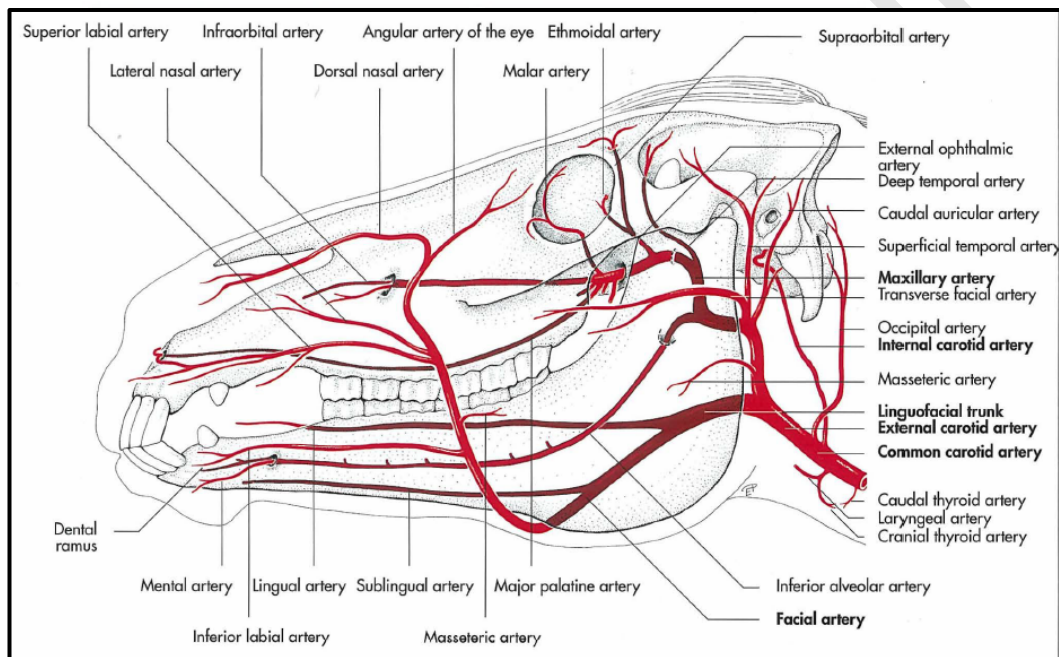 Superior labial artery
Infraorbital artery
Angular artery of the eye
Ethmoidal artery
Supraorbital artery
Lateral nasal artery
Dorsal nasal artery
Malar artery
External ophthalmic
artery
Deep temporal artery
Caudal auricular artery
Superficial temporal artery
Maxillary artery
Transverse facial artery
Occipital artery
Internal carotid artery
Masseteric artery
Linguofacial trunk
External carotid artery
Common carotid artery
Caudal thyroid artery
Laryngeal artery
Cranial thyroid artery
Dental
ramus
Mental artery
Lingual artery
Sublingual artery
Major palatine artery
Inferior alveolar artery
Inferior labial artery
Masseteric artery
Facial artery